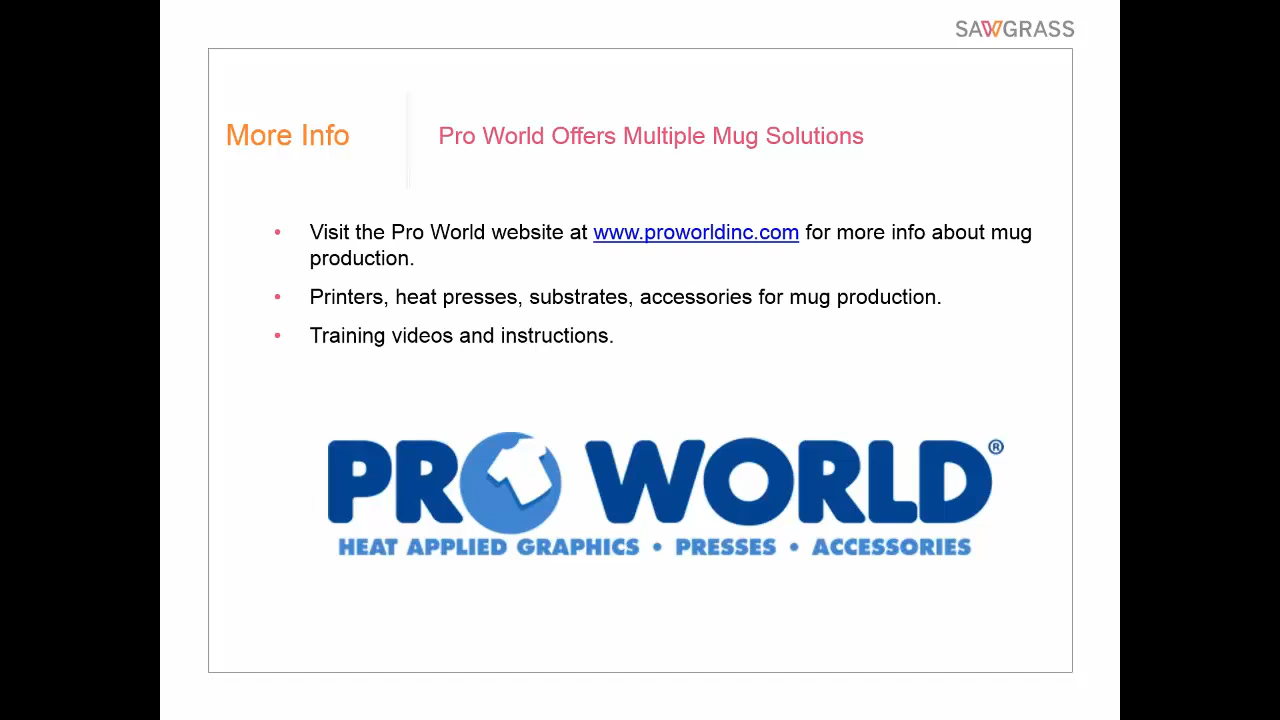 SAWGRASS
More Info
Pro World Offers Multiple Mug Solutions
• Visit the Pro World website at www.proworldinc.com for more info about mug
production.
• Printers, heat presses, substrates, accessories for mug production.
• Training videos and instructions.
PRO WORLD®
HEAT APPLIED GRAPHICS • PRESSES • ACCESSORIES